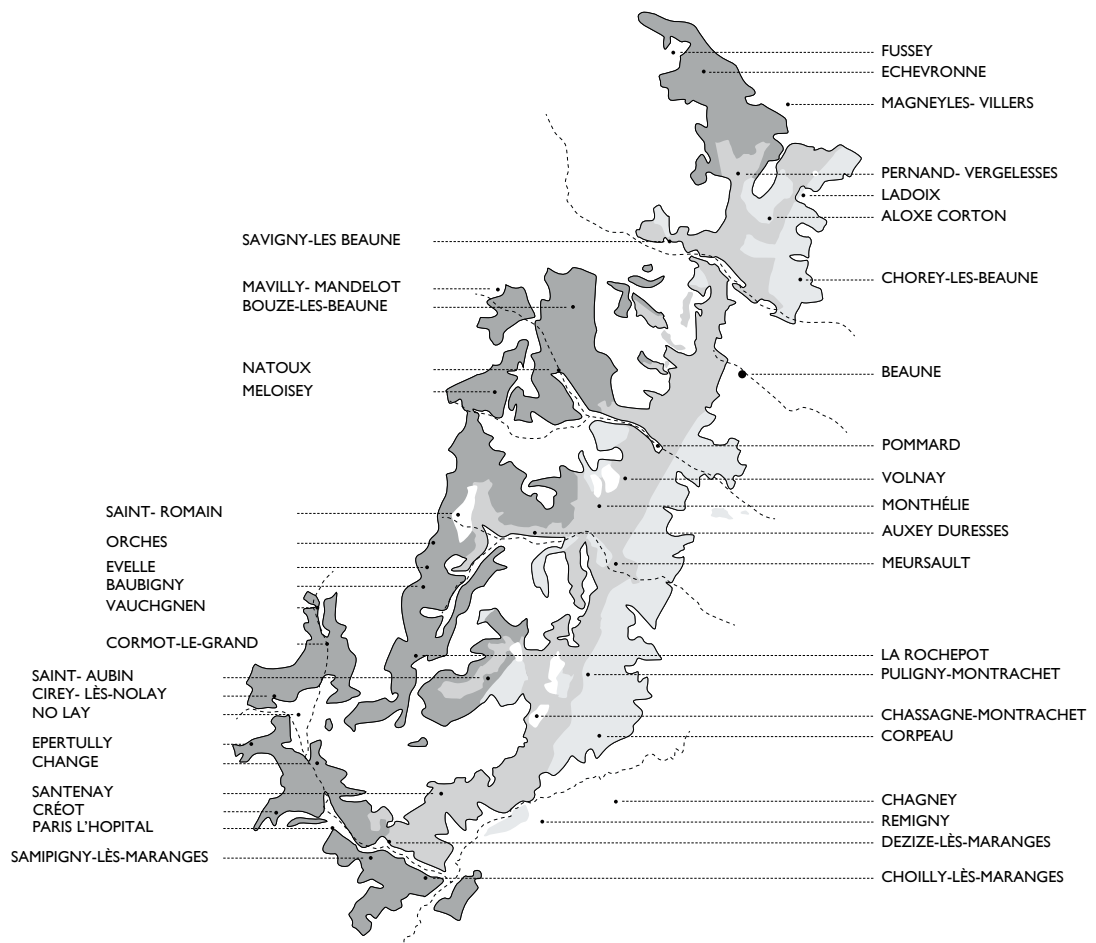 FUSSEY
ECHEVRONNE
MAGNEYLES- VILLERS
PERNAND- VERGELESSES
LADOIX
ALOXE CORTON
SAVIGNY-LES BEAUNE
CHOREY-LES-BEAUNE
MAVILLY- MANDELOT
BOUZE-LES-BEAUNE
NATOUX
BEAUNE
MELOISEY
POMMARD
VOLNAY
MONTHÉLIE
SAINT- ROMAIN
AUXEY DURESSES
ORCHES
MEURSAULT
EVELLE
BAUBIGNY
VAUCHGNEN
CORMOT-LE-GRAND
LA ROCHEPOT
SAINT- AUBIN
PULIGNY-MONTRACHET
CIREY- LÈS-NOLAY
NO LAY
CHASSAGNE-MONTRACHET
CORPEAU
EPERTULLY
CHANGE
SANTENAY
CHAGNEY
CRÉOT
REMIGNY
PARIS L'HOPITAL
DEZIZE-LÈS-MARANGES
SAMIPIGNY-LÈS-MARANGES
CHOILLY-LÈS-MARANGES